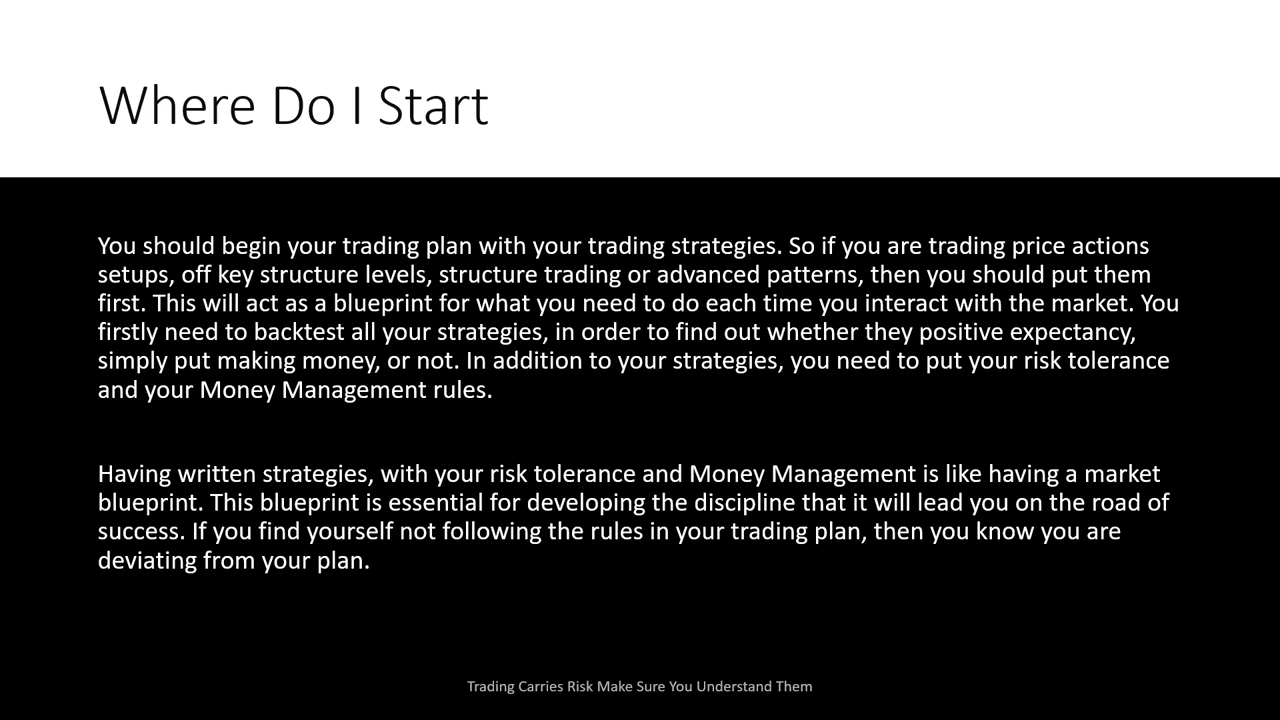 Where Do I Start
You should begin your trading plan with your trading strategies. So if you are trading price actions
setups, off key structure levels, structure trading or advanced patterns, then you should put them
first. This will act as a blueprint for what you need to do each time you interact with the market. You
firstly need to backtest all your strategies, in order to find out whether they positive expectancy,
simply put making money, or not. In addition to your strategies, you need to put your risk tolerance
and your Money Management rules.
Having written strategies, with your risk tolerance and Money Management is like having a market
blueprint. This blueprint is essential for developing the discipline that it will lead you on the road of
success. If you find yourself not following the rules in your trading plan, then you know you are
deviating from your plan.
Trading Carries Risk Make Sure You Understand Them